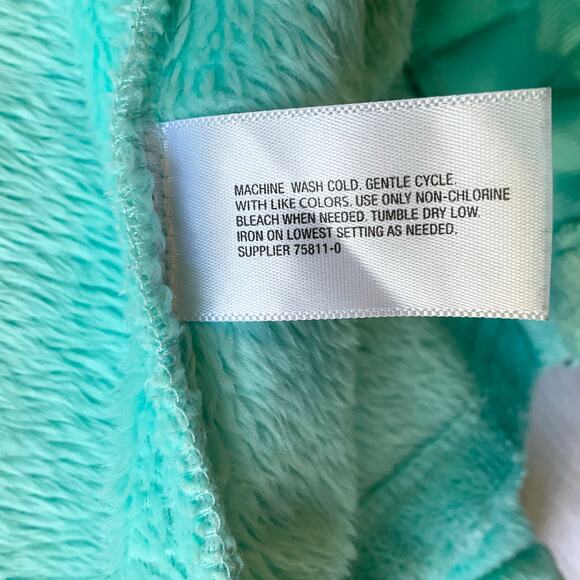 MACHINE WASH COLD. GENTLE CYCLE.
WITH LIKE COLORS. USE ONLY NON-CHLORINE
BLEACH WHEN NEEDED. TUMBLE DRY LOW.
IRON ON LOWEST SETTING AS NEEDED.
SUPPLIER 75811-0